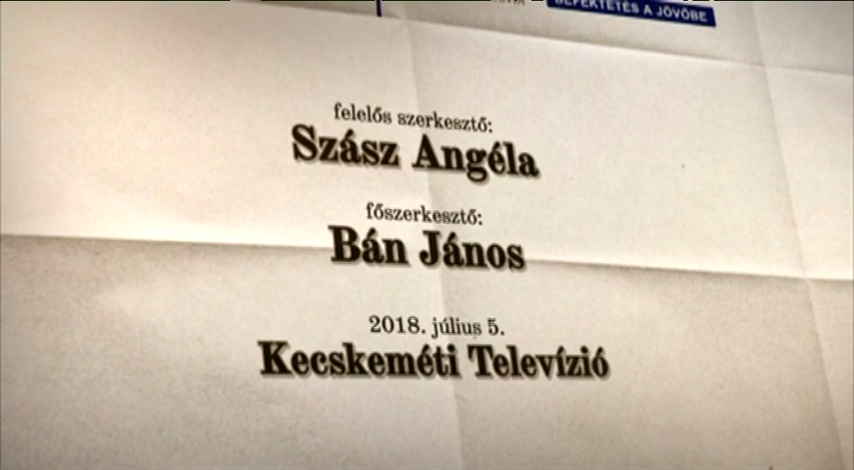 BEFEKTETÉS A JÖVŐBE
felelős szerkesztő:
Szász Angéla
főszerkesztő:
Bán János
2018. július 5.
Kecskeméti Televízió